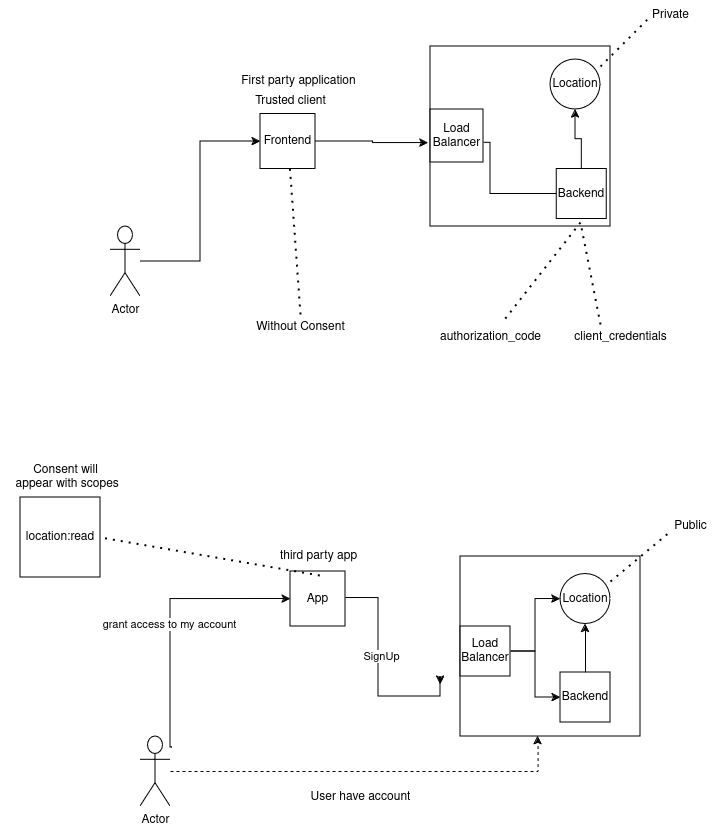 Private
First party application
Trusted client
Location
Load
Balancer
Frontend
Backend
Actor
Without Consent
authorization_code
client_credentials
Consent will
appear with scopes
location:read
third party app
Public
App
Location
grant access to my account
SignUp
Load
Balancer
Backend
User have account
Actor